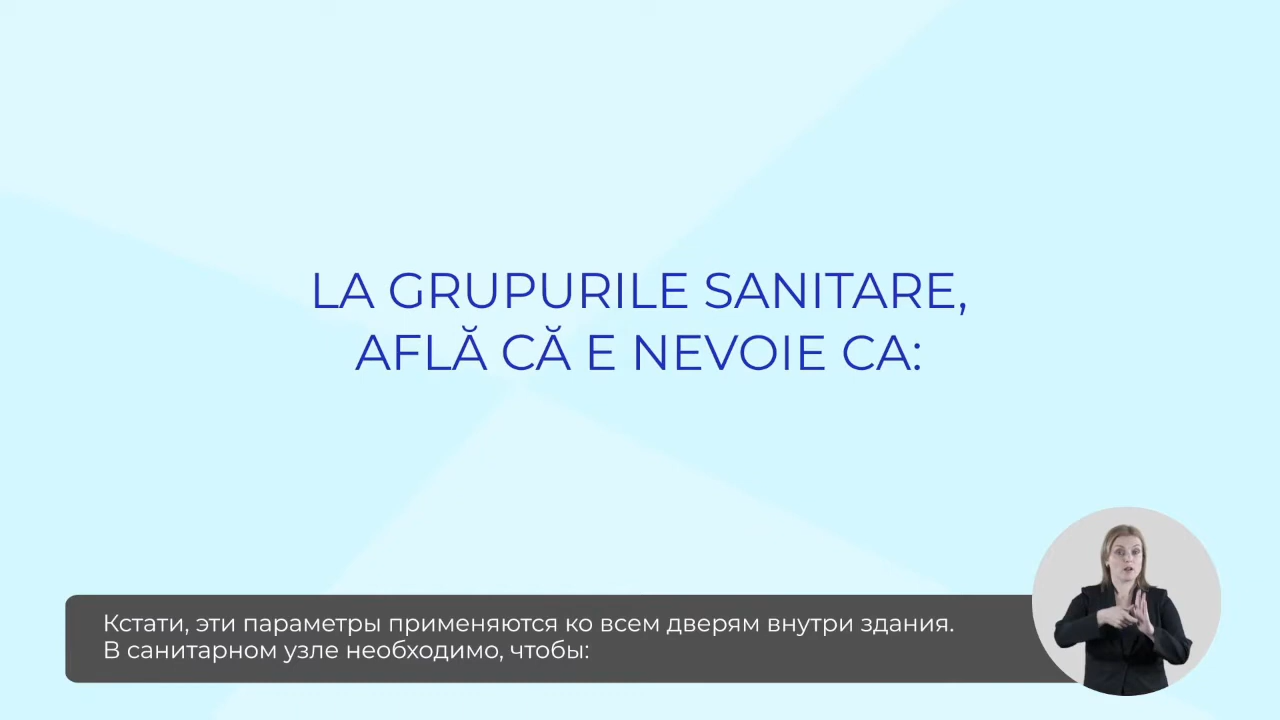 LA GRUPURILE SANITARE,
AFLĂ CĂ E NEVOIE CA:
Кстати, эти параметры применяются ко всем дверям внутри здания.
В санитарном узле необходимо, чтобы: